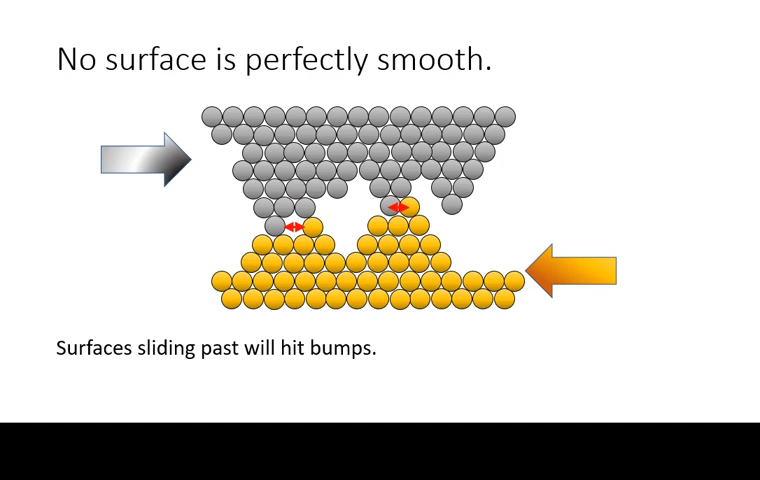 No surface is perfectly smooth.
Surfaces sliding past will hit bumps.